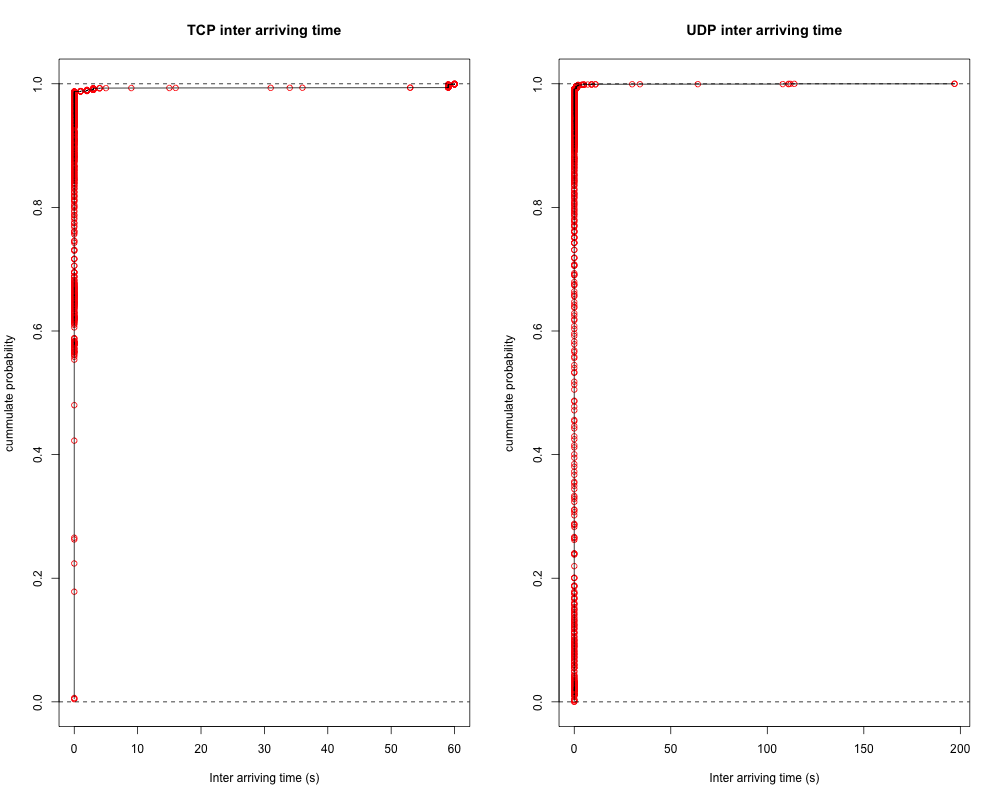 TCP inter arriving time
cummulate probability
0.0 0.2 0.4 0.6 0.8 1.0
0 10 20 30 40 50 60
Inter arriving time (s)
UDP inter arriving time
cummulate probability
0.0 0.2 0.4 0.6 0.8 1.0
0 50 100 150 200
Inter arriving time (s)